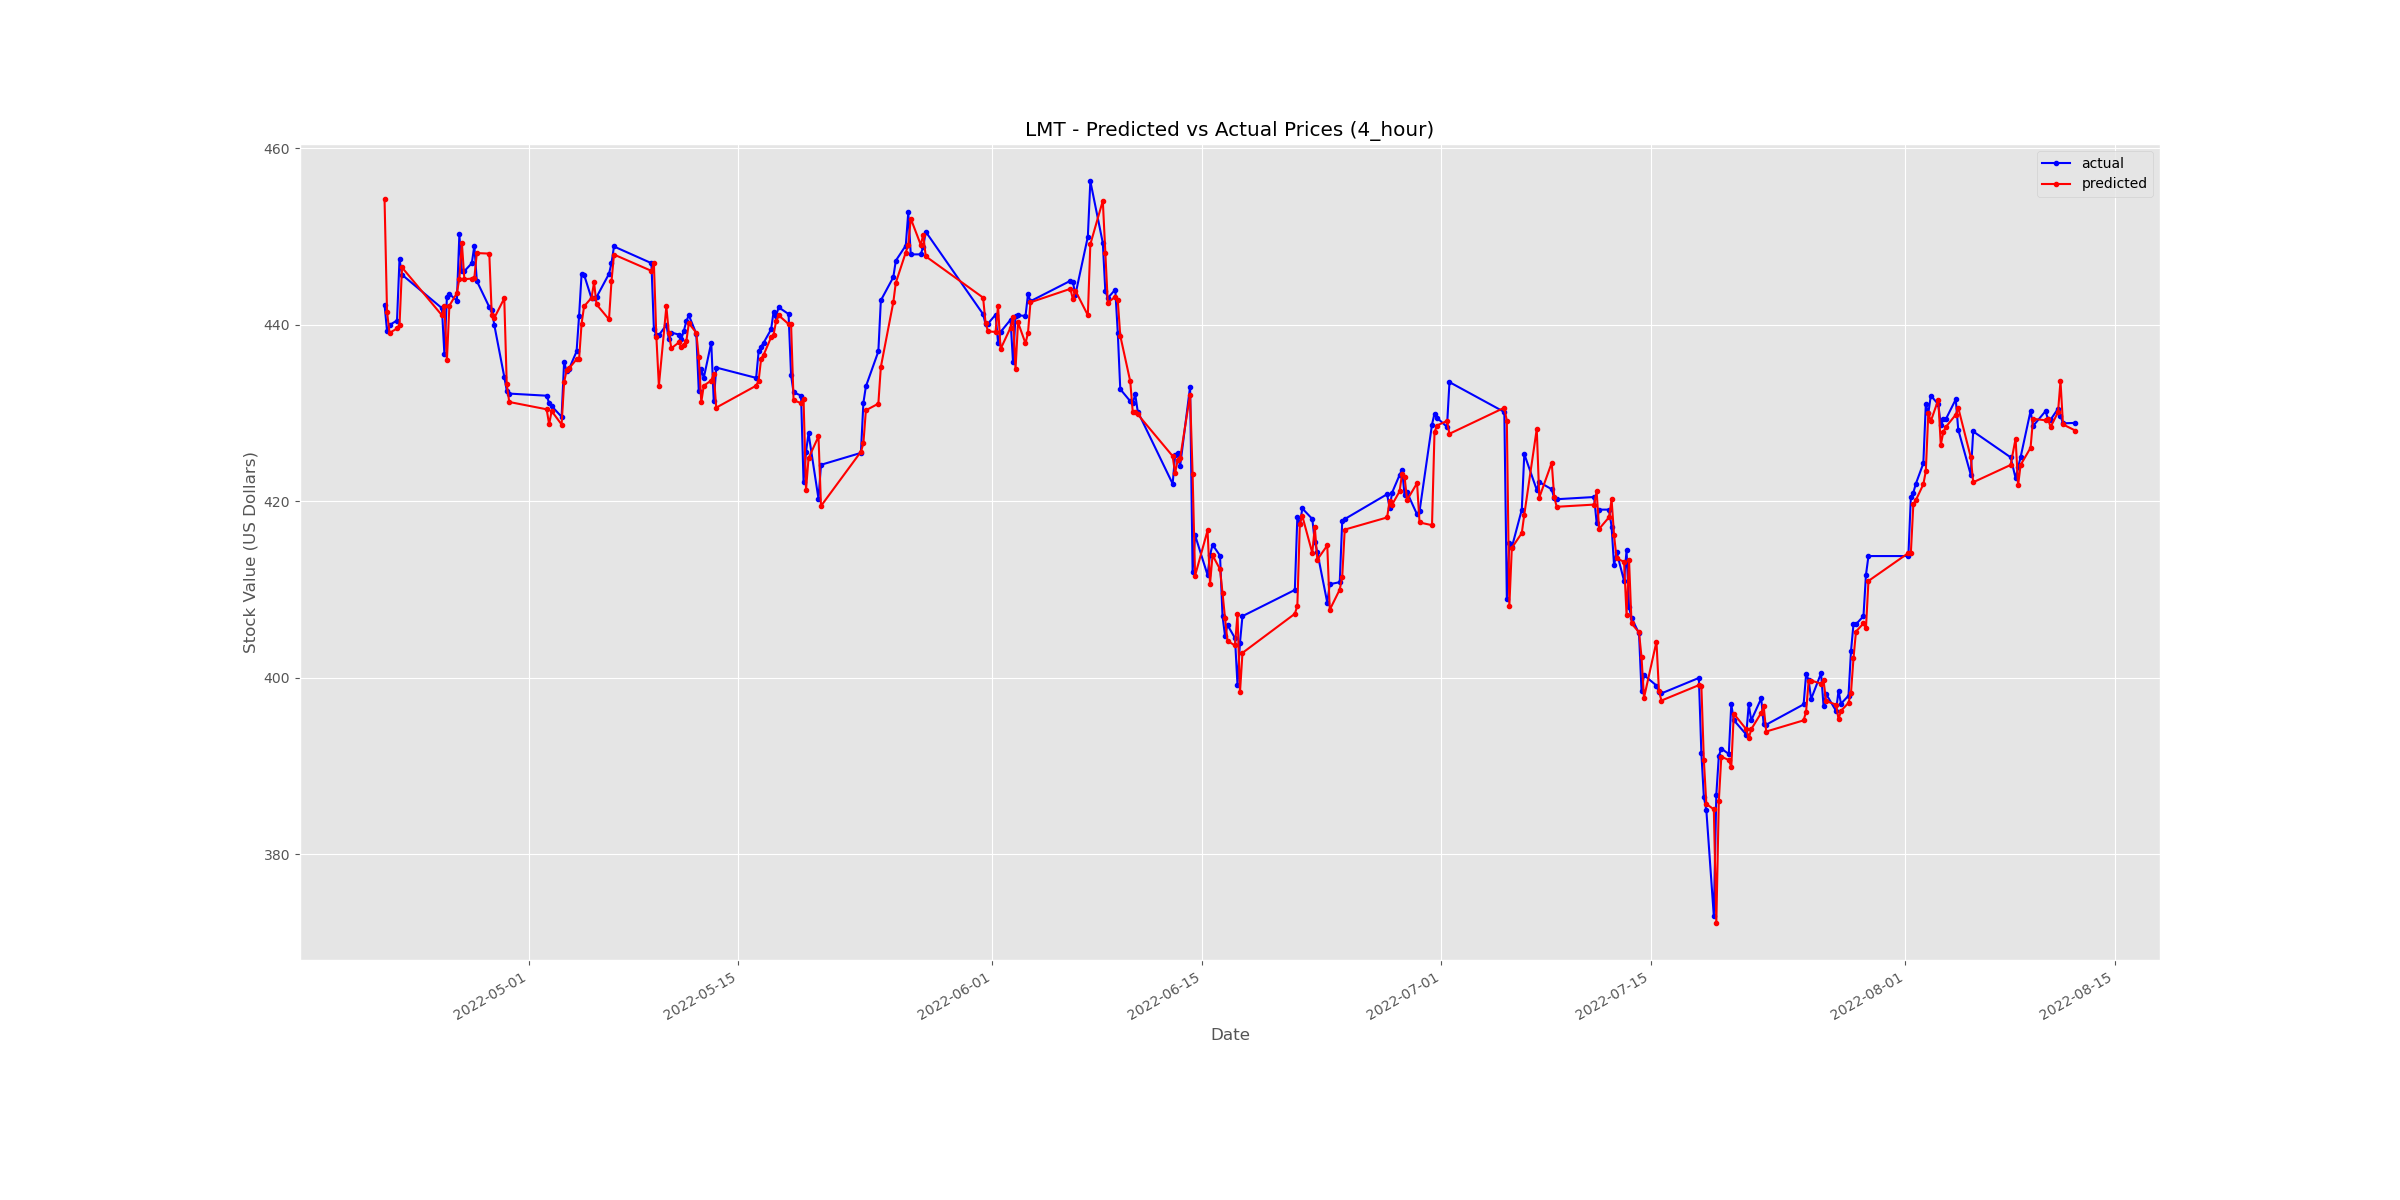 LMT - Predicted vs Actual Prices (4_hour)
460
440
420
400
380
Stock Value (US Dollars)
actual
predicted
2022-05-01
2022-05-15
2022-06-01
2022-06-15
2022-07-01
2022-07-15
2022-08-01
2022-08-15
Date